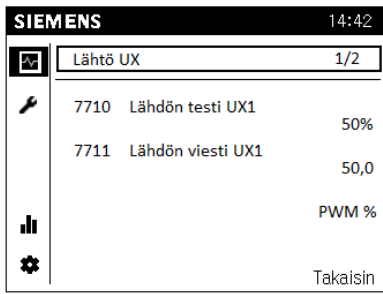 SIEMENS 14:42
Lähtö UX 1/2
7710 Lähdön testi UX1
50%
7711 Lähdön viesti UX1
50,0
PWM %
Takaisin